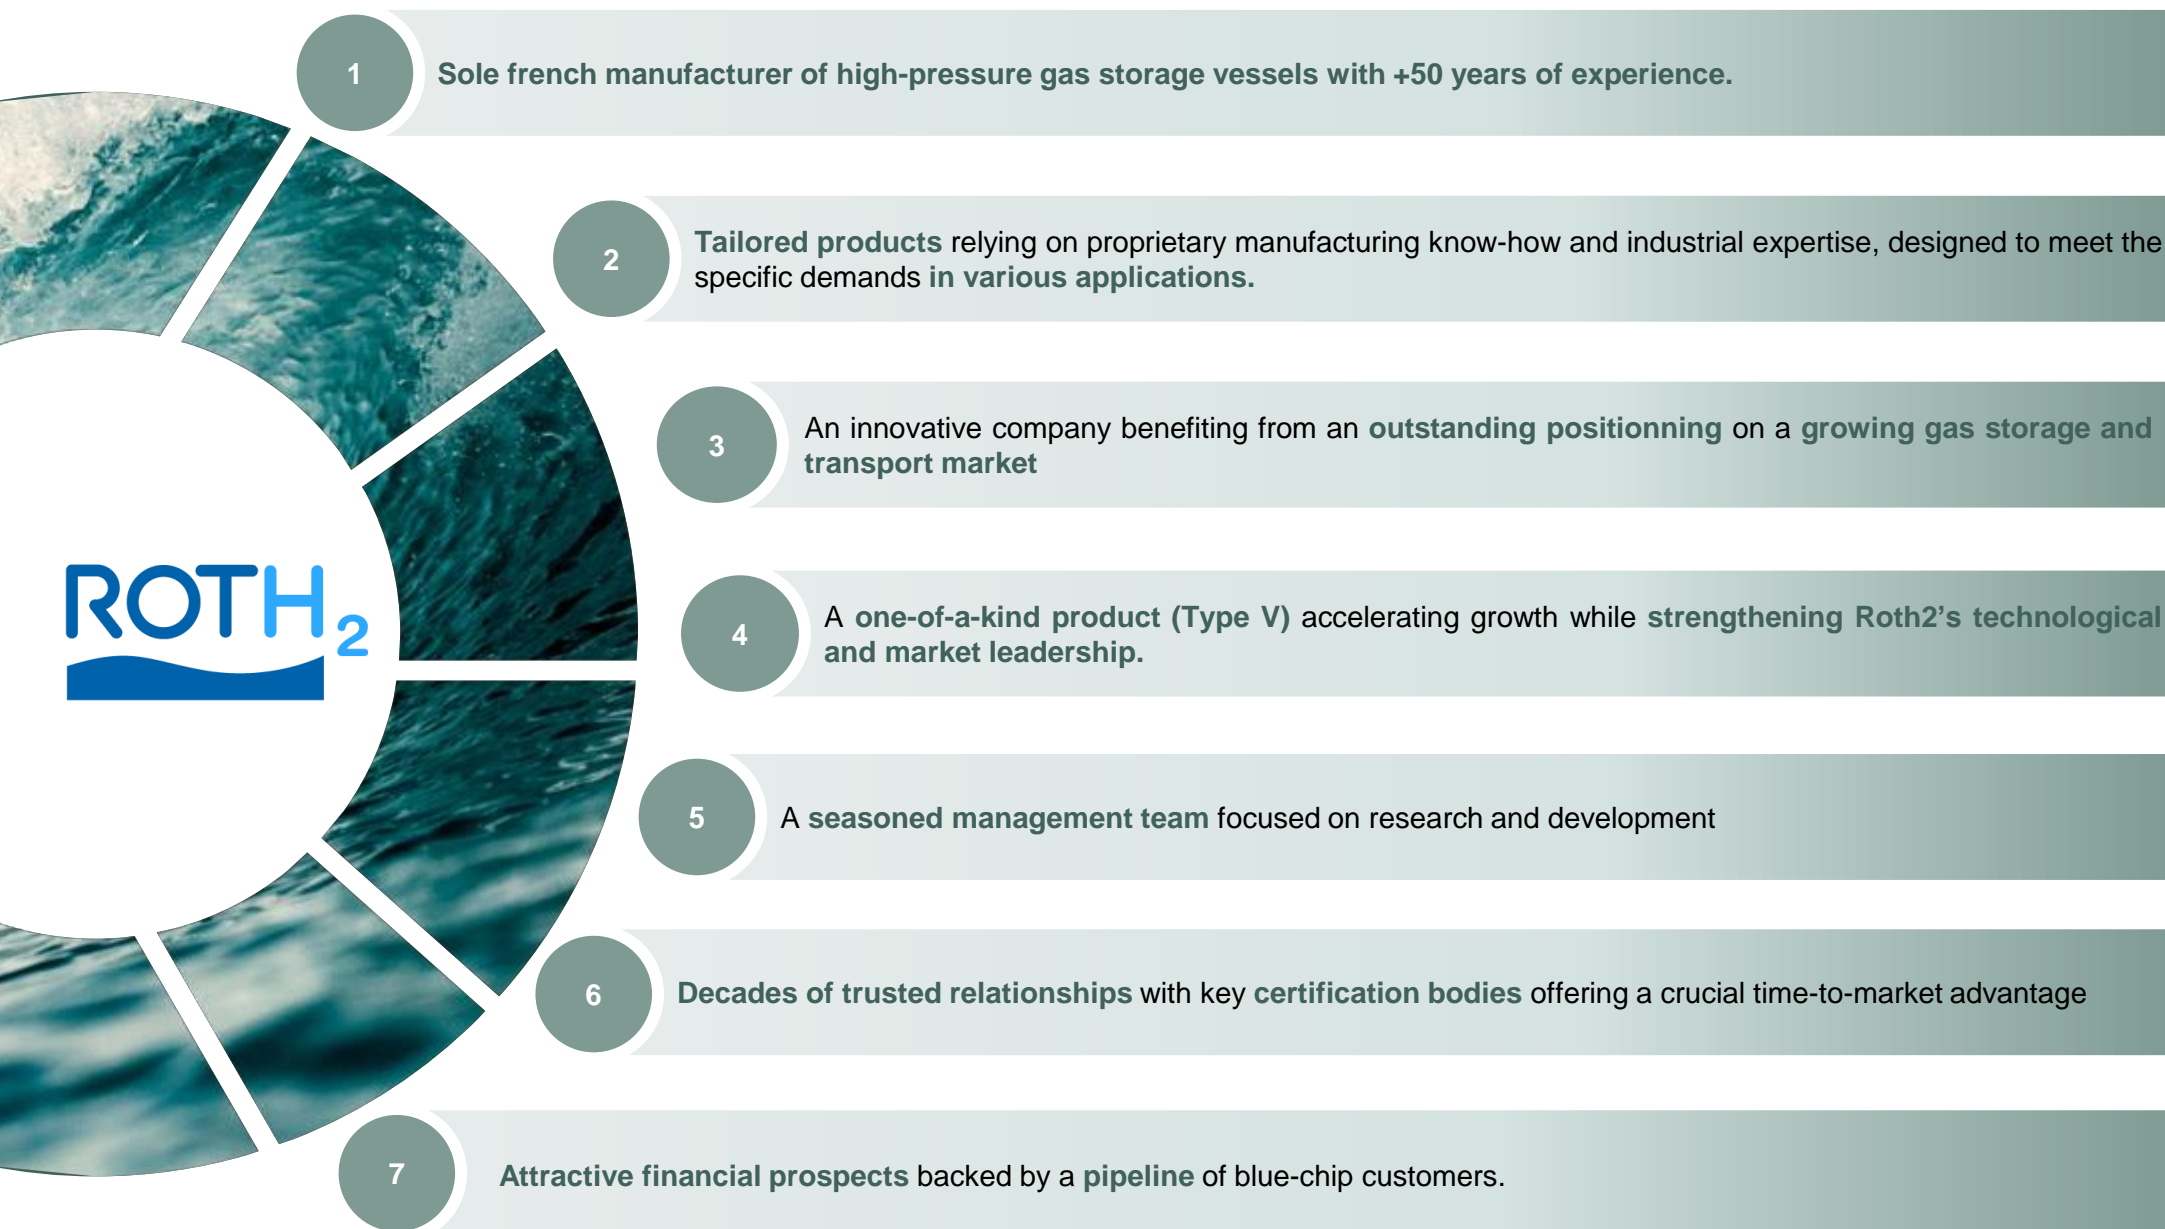 1
Sole french manufacturer of high-pressure gas storage vessels with +50 years of experience.
2
Tailored products relying on proprietary manufacturing know-how and industrial expertise, designed to meet the
specific demands in various applications.
3
An innovative company benefiting from an outstanding positionning on a growing gas storage and
transport market
ROTH2
4
A one-of-a-kind product (Type V) accelerating growth while strengthening Roth2's technological
and market leadership.
5
A seasoned management team focused on research and development
6
Decades of trusted relationships with key certification bodies offering a crucial time-to-market advantage
7
Attractive financial prospects backed by a pipeline of blue-chip customers.